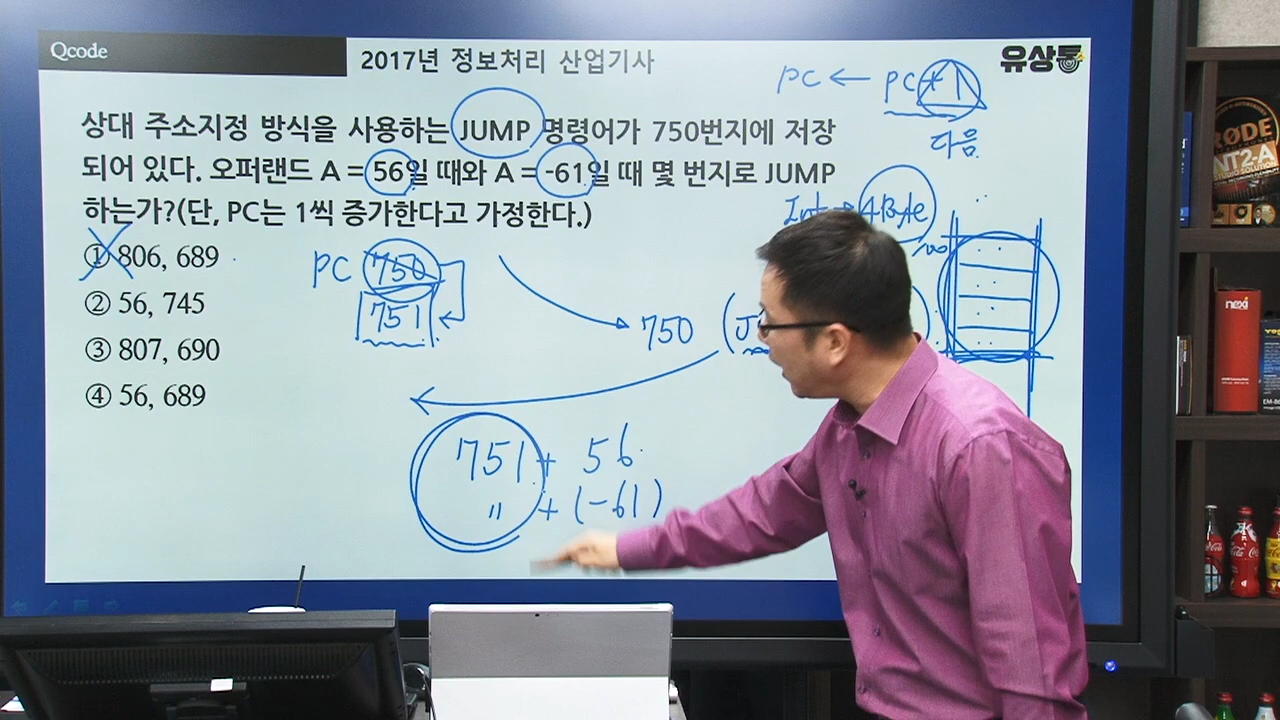 Qcode
2017년 정보처리 산업기사
유상통
PC ← PC+1
다음
상대 주소지정 방식을 사용하는 JUMP 명령어가 750번지에 저장
되어 있다. 오퍼랜드 A = 56일 때와 A = -61일 때 몇 번지로 JUMP
하는가?(단, PC는 1씩 증가한다고 가정한다.)
4Byte
100
① 806, 689
② 56, 745
③ 807, 690
④ 56, 689
PC 750
751
750
751 + 56
〃 + (-61)
RØDE
NT2-A
nexi